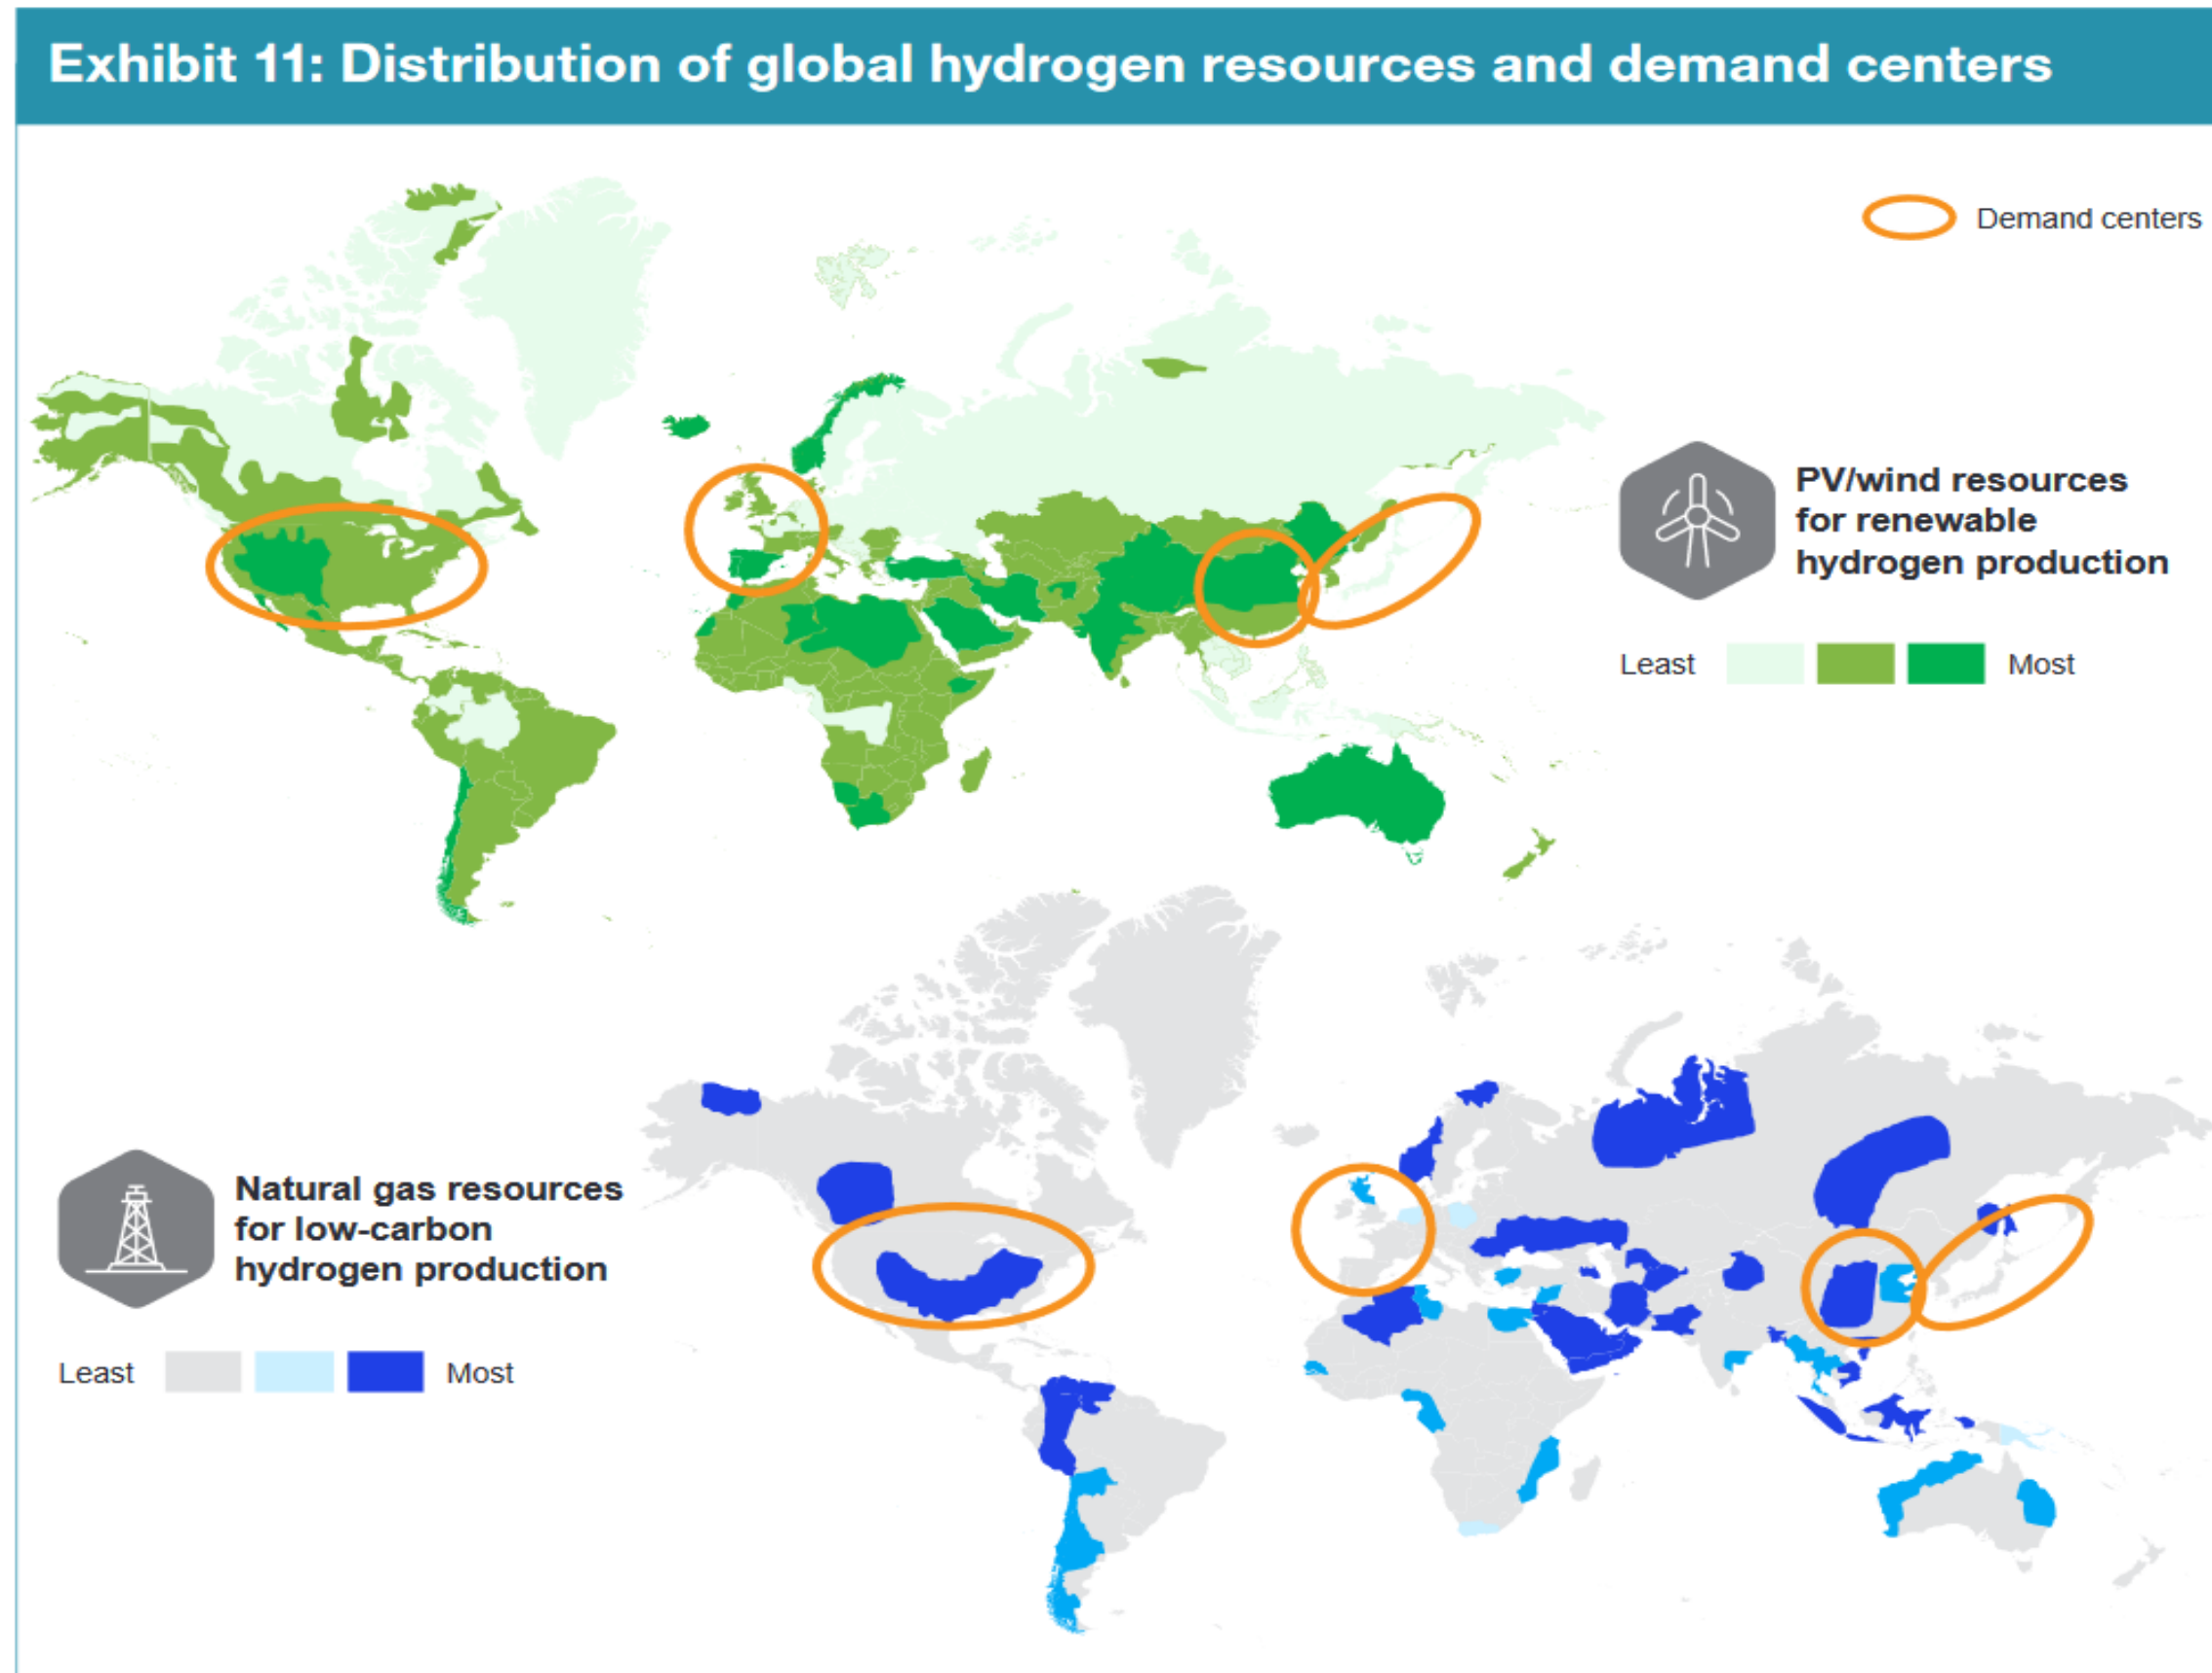 Exhibit 11: Distribution of global hydrogen resources and demand centers
Demand centers
PV/wind resources
for renewable
hydrogen production
Least
Most
Natural gas resources
for low-carbon
hydrogen production
Least
Most